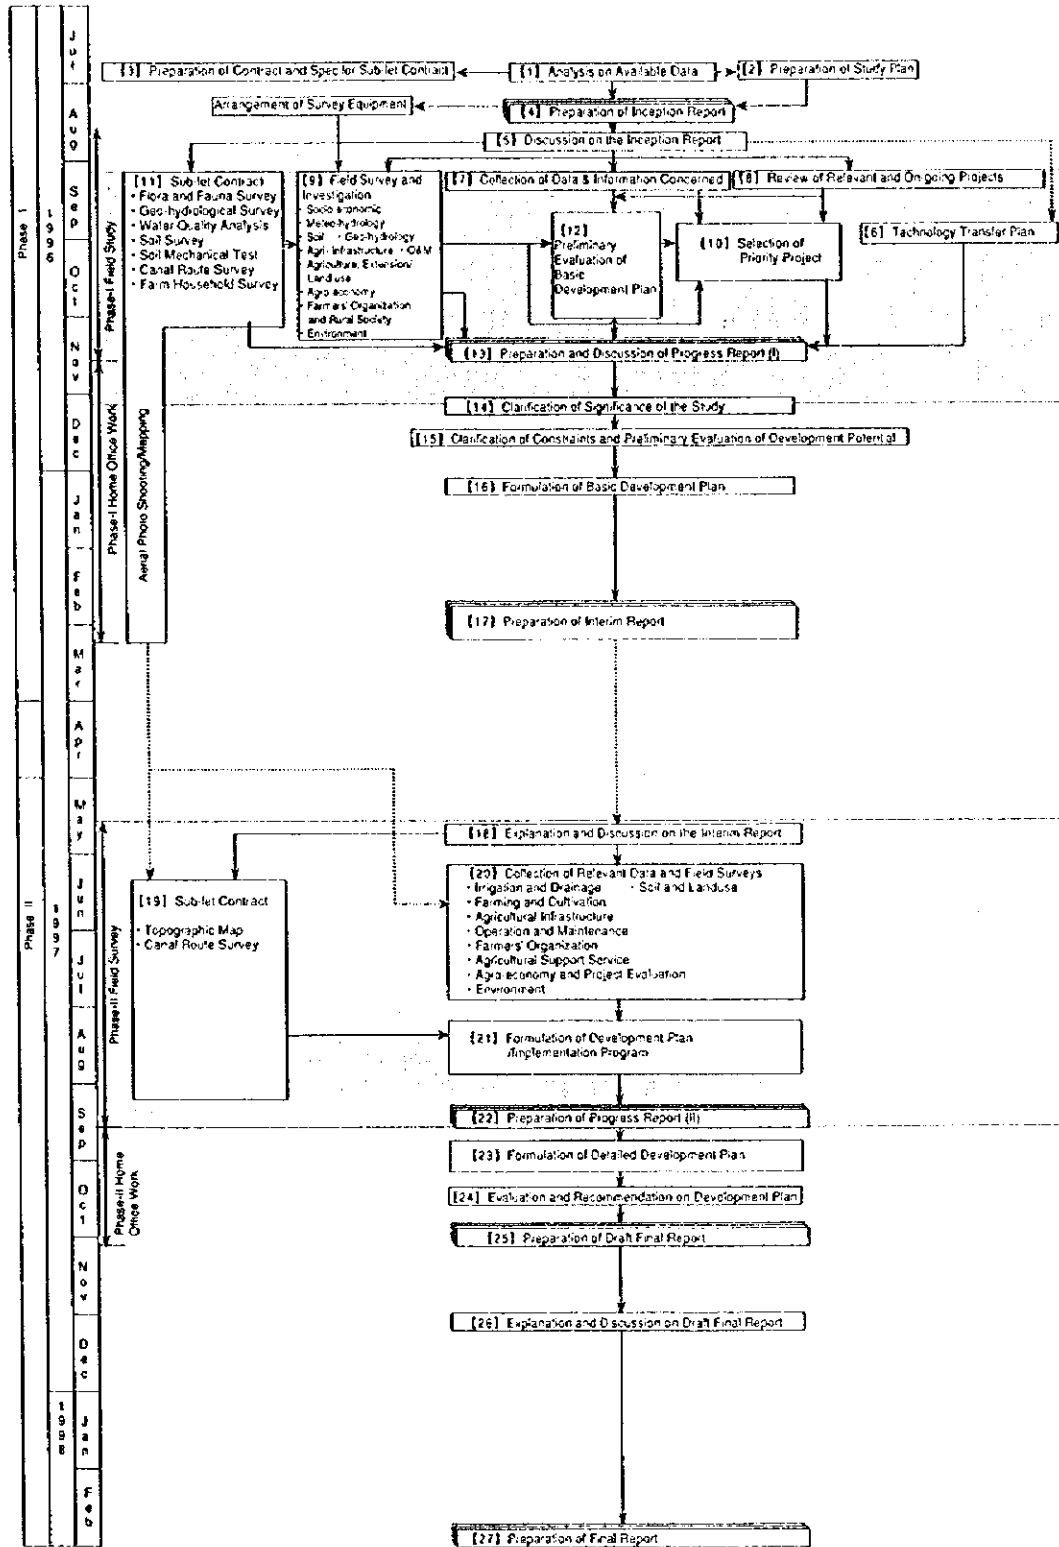 Phase I
1996
Jul
[3] Preparation of Contract and Spec for Sub-let Contract
[1] Analysis on Available Data
[2] Preparation of Study Plan
Aug
Arrangement of Survey Equipment
[4] Preparation of Inception Report
[5] Discussion on the Inception Report
Sep
Oct
Nov
Phase-I Field Study
[11] Sub-let Contract
・Flora and Fauna Survey
・Geo-hydrological Survey
・Water Quality Analysis
・Soil Survey
・Soil Mechanical Test
・Canal Route Survey
・Farm Household Survey
[9] Field Survey and
Investigation
・Socio economic
・Meteo-hydrology
・Soil ・Geo-hydrology
・Agri-Infrastructure ・O&M
・Agriculture, Extension/
Landuse
・Agro economy
・Farmers' Organization
and Rural Society
・Environment
[7] Collection of Data & Information Concerned
[8] Review of Relevant and On-going Projects
[12]
Preliminary
Evaluation of
Basic
Development Plan
[10] Selection of
Priority Project
[6] Technology Transfer Plan
[13] Preparation and Discussion of Progress Report (I)
Dec
Jan
Feb
Mar
Phase-I Home Office Work
Aerial Photo Shooting/Mapping
[14] Clarification of Significance of the Study
[15] Clarification of Constraints and Preliminary Evaluation of Development Potential
[16] Formulation of Basic Development Plan
[17] Preparation of Interim Report
Apr
Phase II
1997
May
[18] Explanation and Discussion on the Interim Report
Jun
Jul
Aug
Sep
Phase-II Field Survey
[19] Sub-let Contract
・Topographic Map
・Canal Route Survey
[20] Collection of Relevant Data and Field Surveys
・Irrigation and Drainage ・Soil and Landuse
・Farming and Cultivation
・Agricultural Infrastructure
・Operation and Maintenance
・Farmers' Organization
・Agricultural Support Service
・Agro-economy and Project Evaluation
・Environment
[21] Formulation of Development Plan
/Implementation Program
[22] Preparation of Progress Report (II)
Oct
Phase-II Home
Office Work
[23] Formulation of Detailed Development Plan
[24] Evaluation and Recommendation on Development Plan
[25] Preparation of Draft Final Report
Nov
[26] Explanation and Discussion on Draft Final Report
Dec
1998
Jan
Feb
[27] Preparation of Final Report